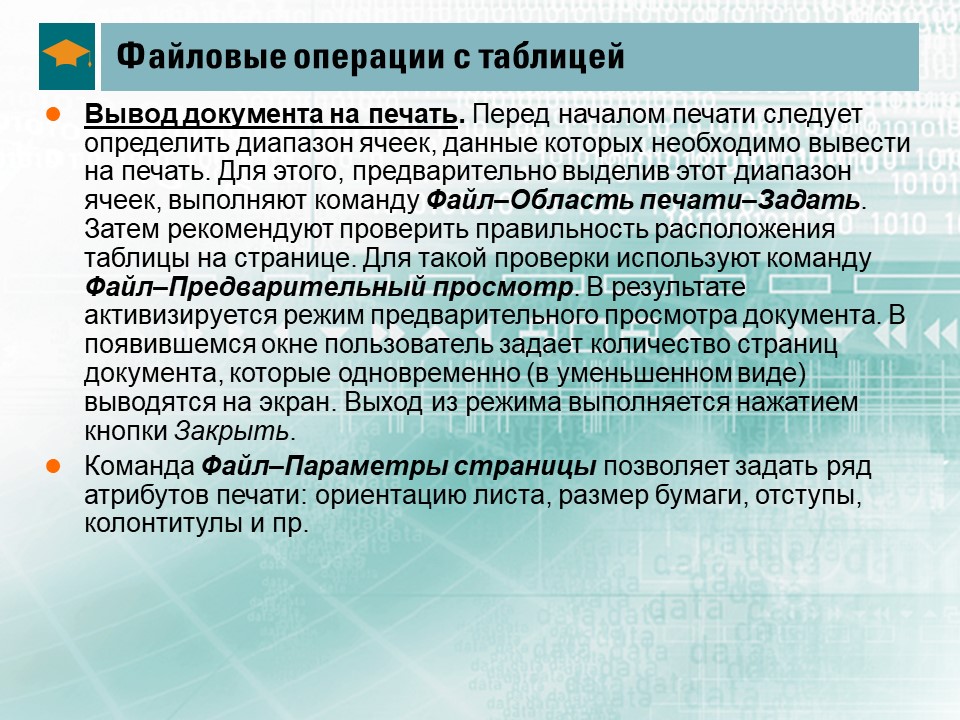 Файловые операции с таблицей
Вывод документа на печать. Перед началом печати следует
определить диапазон ячеек, данные которых необходимо вывести
на печать. Для этого, предварительно выделив этот диапазон
ячеек, выполняют команду Файл–Область печати–Задать.
Затем рекомендуют проверить правильность расположения
таблицы на странице. Для такой проверки используют команду
Файл–Предварительный просмотр. В результате
активизируется режим предварительного просмотра документа. В
появившемся окне пользователь задает количество страниц
документа, которые одновременно (в уменьшенном виде)
выводятся на экран. Выход из режима выполняется нажатием
кнопки Закрыть.
Команда Файл–Параметры страницы позволяет задать ряд
атрибутов печати: ориентацию листа, размер бумаги, отступы,
колонтитулы и пр.